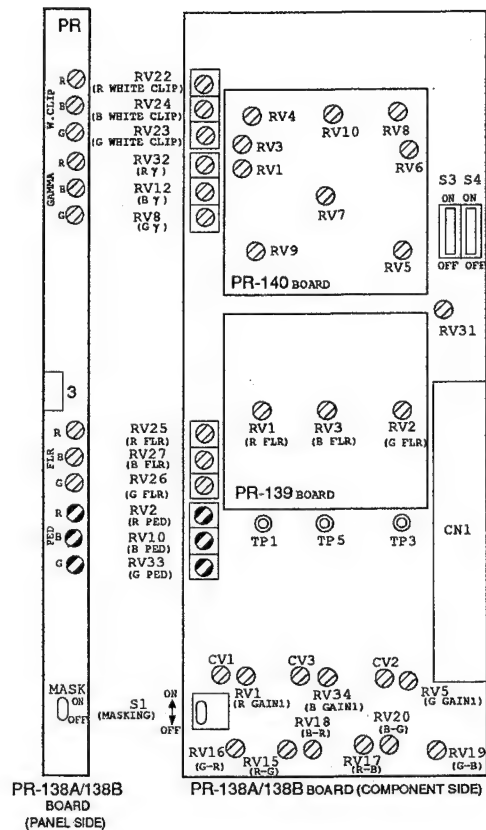 PR
W.CLIP
R
B
G
GAMMA
R
B
G
3
FLR
R
B
G
PED
R
B
G
MASK
ON
OFF
PR-138A/138B
BOARD
(PANEL SIDE)
RV22
(R WHITE CLIP)
RV24
(B WHITE CLIP)
RV23
(G WHITE CLIP)
RV32
(R γ)
RV12
(B γ)
RV8
(G γ)
RV25
(R FLR)
RV27
(B FLR)
RV26
(G FLR)
RV2
(R PED)
RV10
(B PED)
RV33
(G PED)
S1
(MASKING)
ON
OFF
RV4
RV10
RV8
RV3
RV6
RV1
RV7
RV9
RV5
PR-140 BOARD
S3 S4
ON ON
OFF OFF
RV31
RV1
(R FLR)
RV3
(B FLR)
RV2
(G FLR)
PR-139 BOARD
TP1
TP5
TP3
CN1
CV1
CV3
CV2
RV1
(R GAIN1)
RV34
(B GAIN1)
RV5
(G GAIN1)
RV18
(B-R)
RV20
(B-G)
RV16
(G-R)
RV15
(R-G)
RV17
(R-B)
RV19
(G-B)
PR-138A/138B BOARD (COMPONENT SIDE)